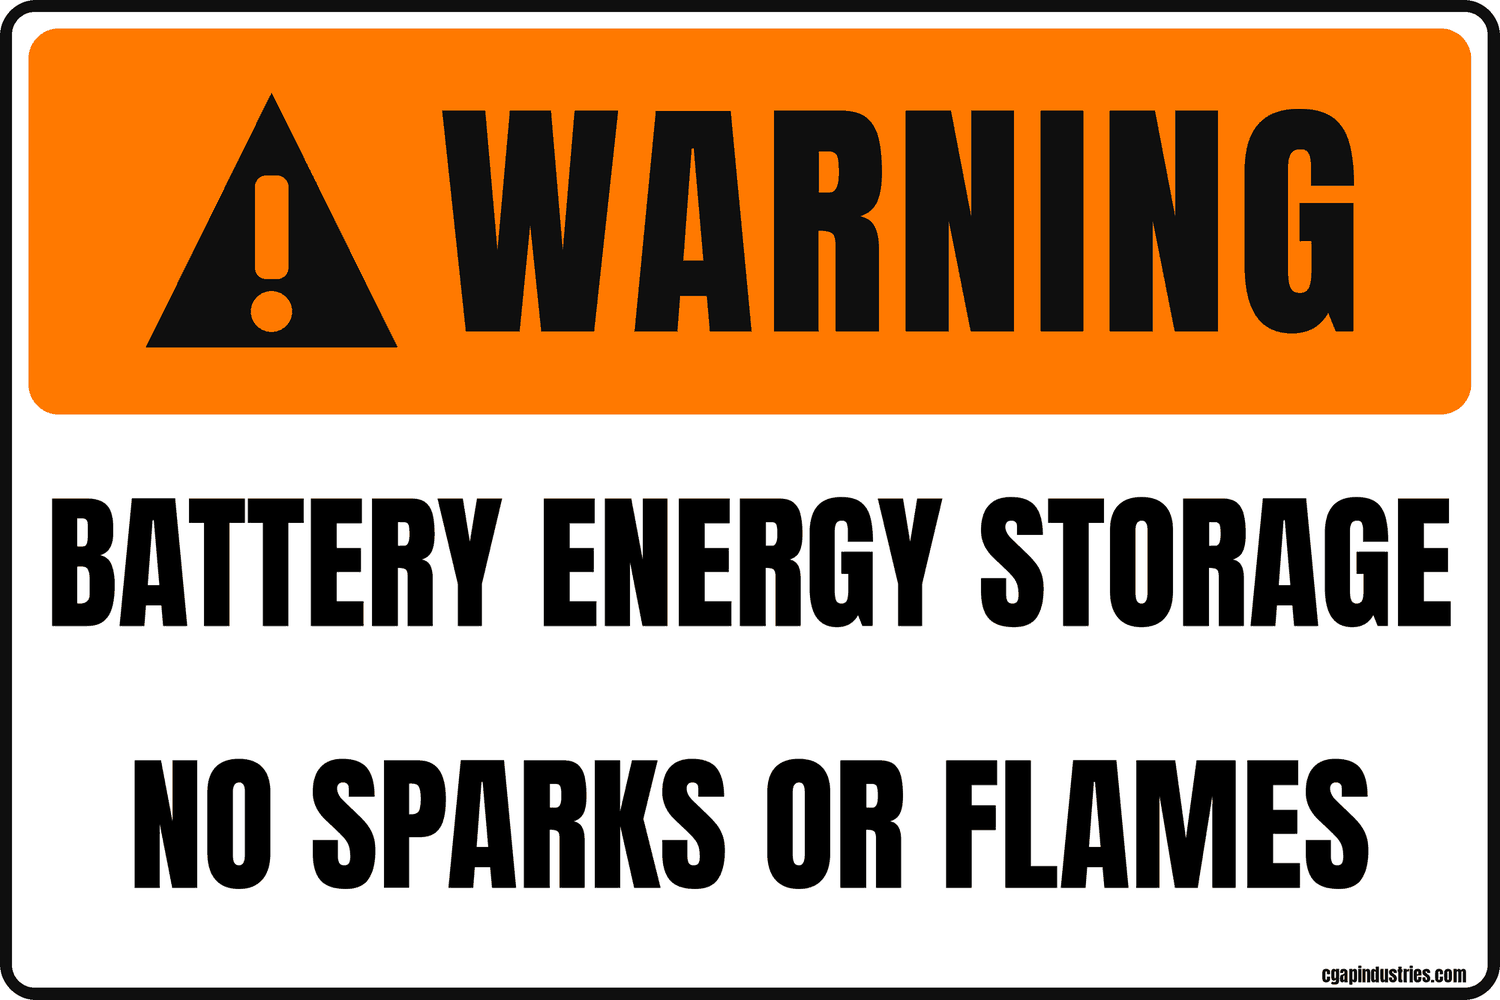 WARNING
BATTERY ENERGY STORAGE
NO SPARKS OR FLAMES
cgapindustries.com